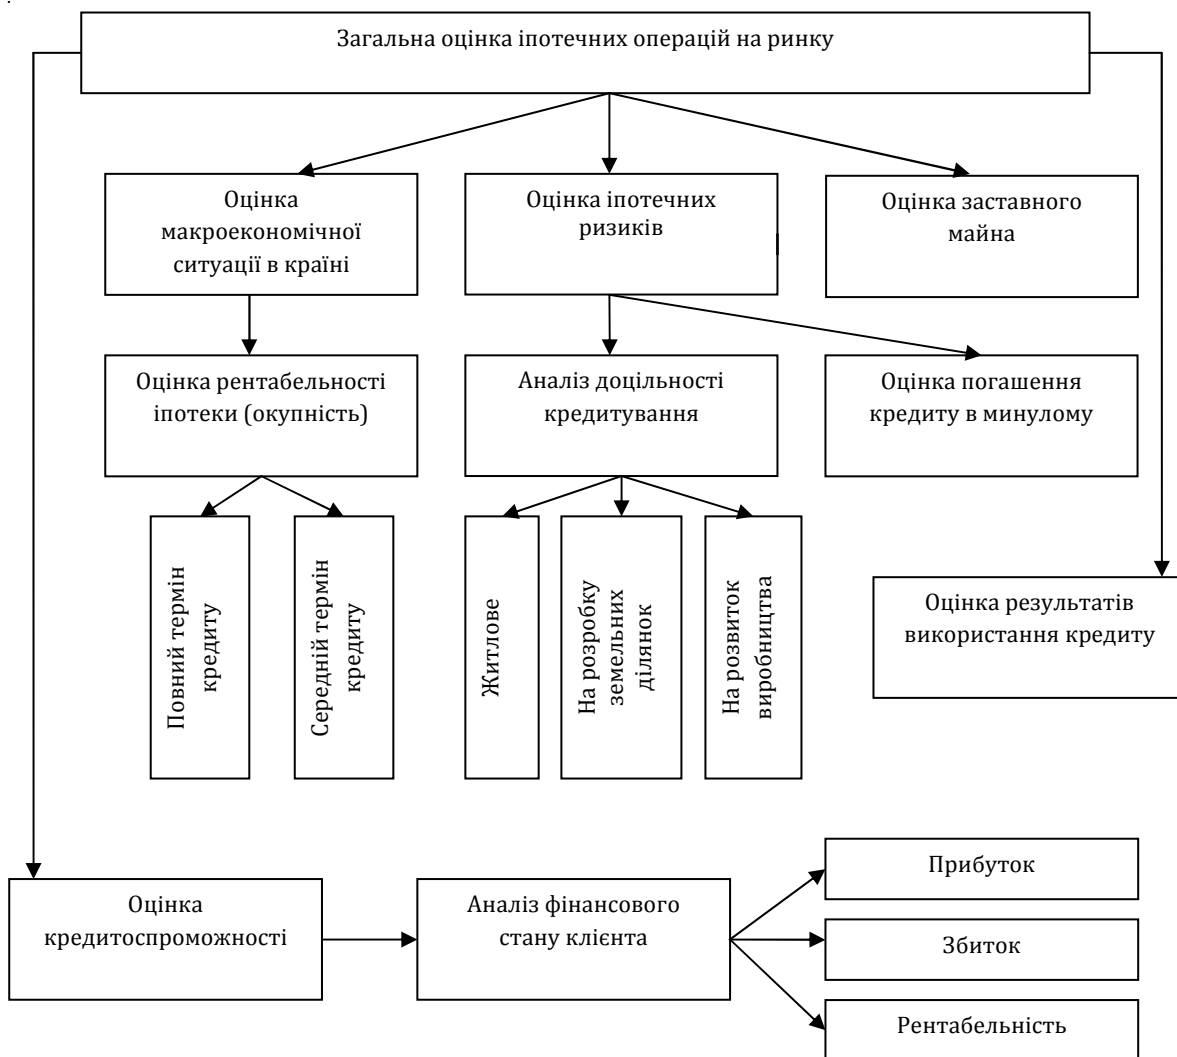 Загальна оцінка іпотечних операцій на ринку
Оцінка
макроекономічної
ситуації в країні
Оцінка іпотечних
ризиків
Оцінка заставного
майна
Оцінка рентабельності
іпотеки (окупність)
Аналіз доцільності
кредитування
Оцінка погашення
кредиту в минулому
Повний термін
кредиту
Середній термін
кредиту
Житлове
На розробку
земельних
ділянок
На розвиток
виробництва
Оцінка результатів
використання кредиту
Оцінка
кредитоспроможності
Аналіз фінансового
стану клієнта
Прибуток
Збиток
Рентабельність